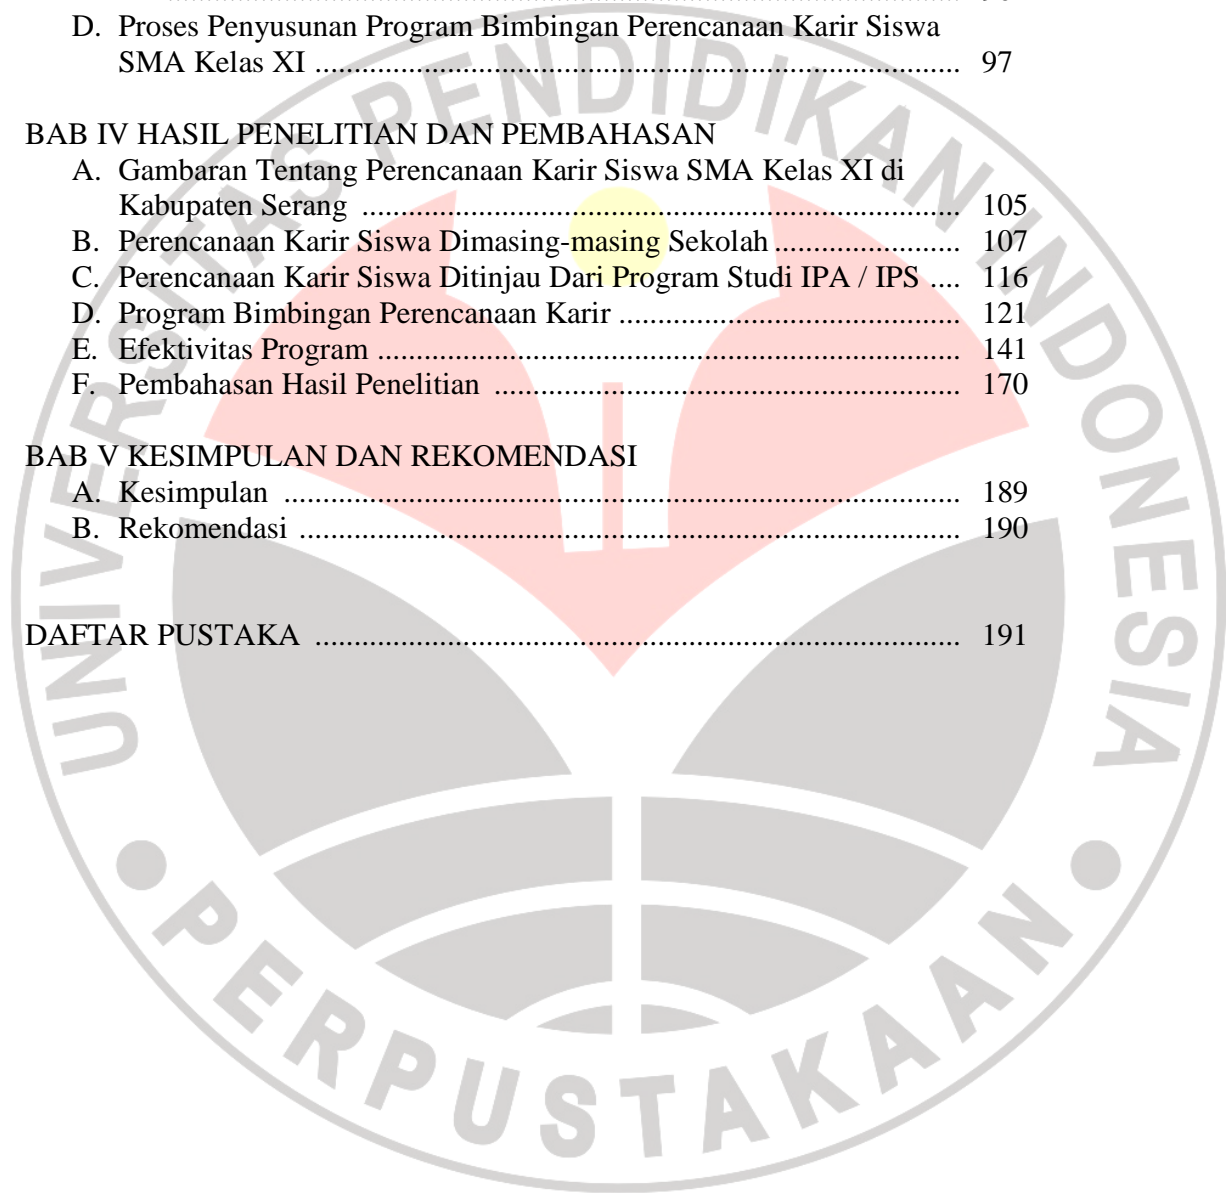 D. Proses Penyusunan Program Bimbingan Perencanaan Karir Siswa
SMA Kelas XI .................................................................................. 97
BAB IV HASIL PENELITIAN DAN PEMBAHASAN
A. Gambaran Tentang Perencanaan Karir Siswa SMA Kelas XI di
Kabupaten Serang ............................................................................ 105
B. Perencanaan Karir Siswa Dimasing-masing Sekolah ........................ 107
C. Perencanaan Karir Siswa Ditinjau Dari Program Studi IPA / IPS .... 116
D. Program Bimbingan Perencanaan Karir ............................................ 121
E. Efektivitas Program .......................................................................... 141
F. Pembahasan Hasil Penelitian ........................................................... 170
BAB V KESIMPULAN DAN REKOMENDASI
A. Kesimpulan ...................................................................................... 189
B. Rekomendasi .................................................................................... 190
DAFTAR PUSTAKA .................................................................................. 191
UNIVERSITAS PENDIDIKAN INDONESIA
PERPUSTAKAAN